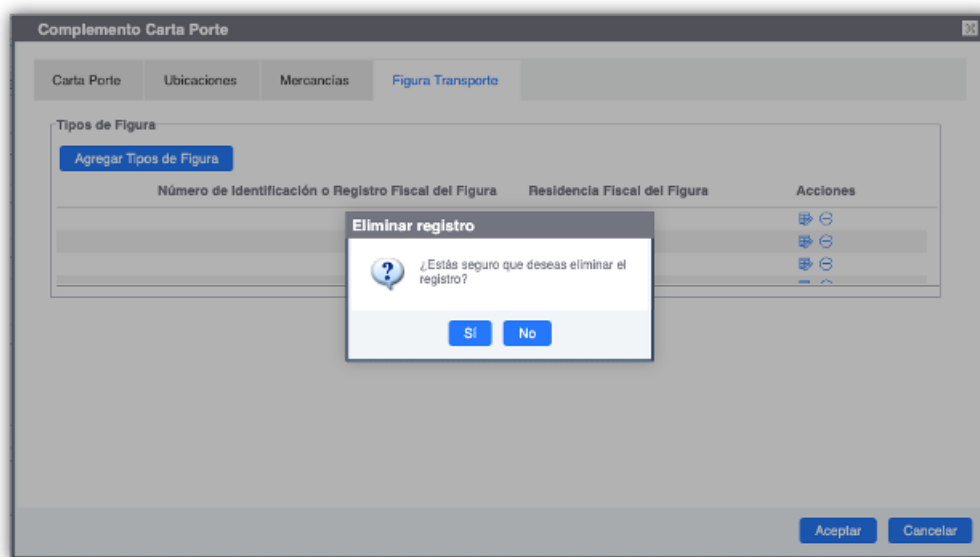 Complemento Carta Porte
Carta Porte Ubicaciones Mercancías Figura Transporte
Tipos de Figura
Agregar Tipos de Figura
Número de Identificación o Registro Fiscal del Figura Residencia Fiscal del Figura Acciones
Eliminar registro
¿Estás seguro que deseas eliminar el
registro?
Sí No
Aceptar Cancelar